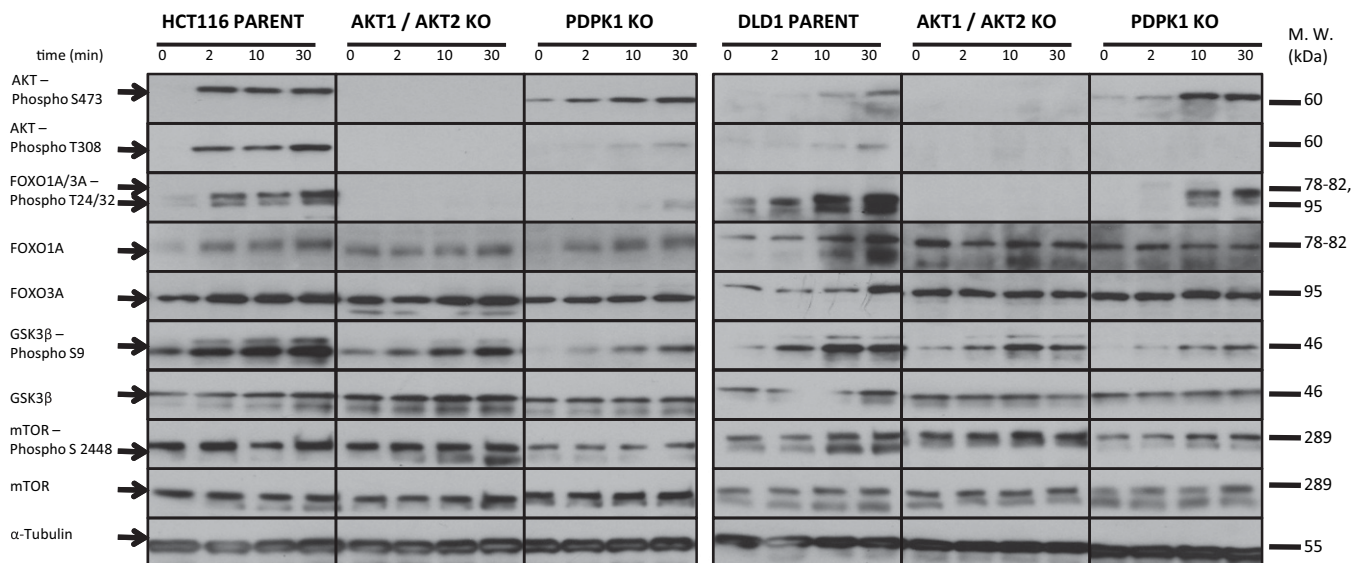 HCT116 PARENT AKT1 / AKT2 KO PDPK1 KO DLD1 PARENT AKT1 / AKT2 KO PDPK1 KO
M. W.
(kDa)
time (min) 0 2 10 30 0 2 10 30 0 2 10 30 0 2 10 30 0 2 10 30 0 2 10 30
AKT –
Phospho S473 60
AKT –
Phospho T308 60
FOXO1A/3A –
Phospho T24/32 78-82,
95
FOXO1A 78-82
FOXO3A 95
GSK3β –
Phospho S9 46
GSK3β 46
mTOR –
Phospho S 2448 289
mTOR 289
α-Tubulin 55